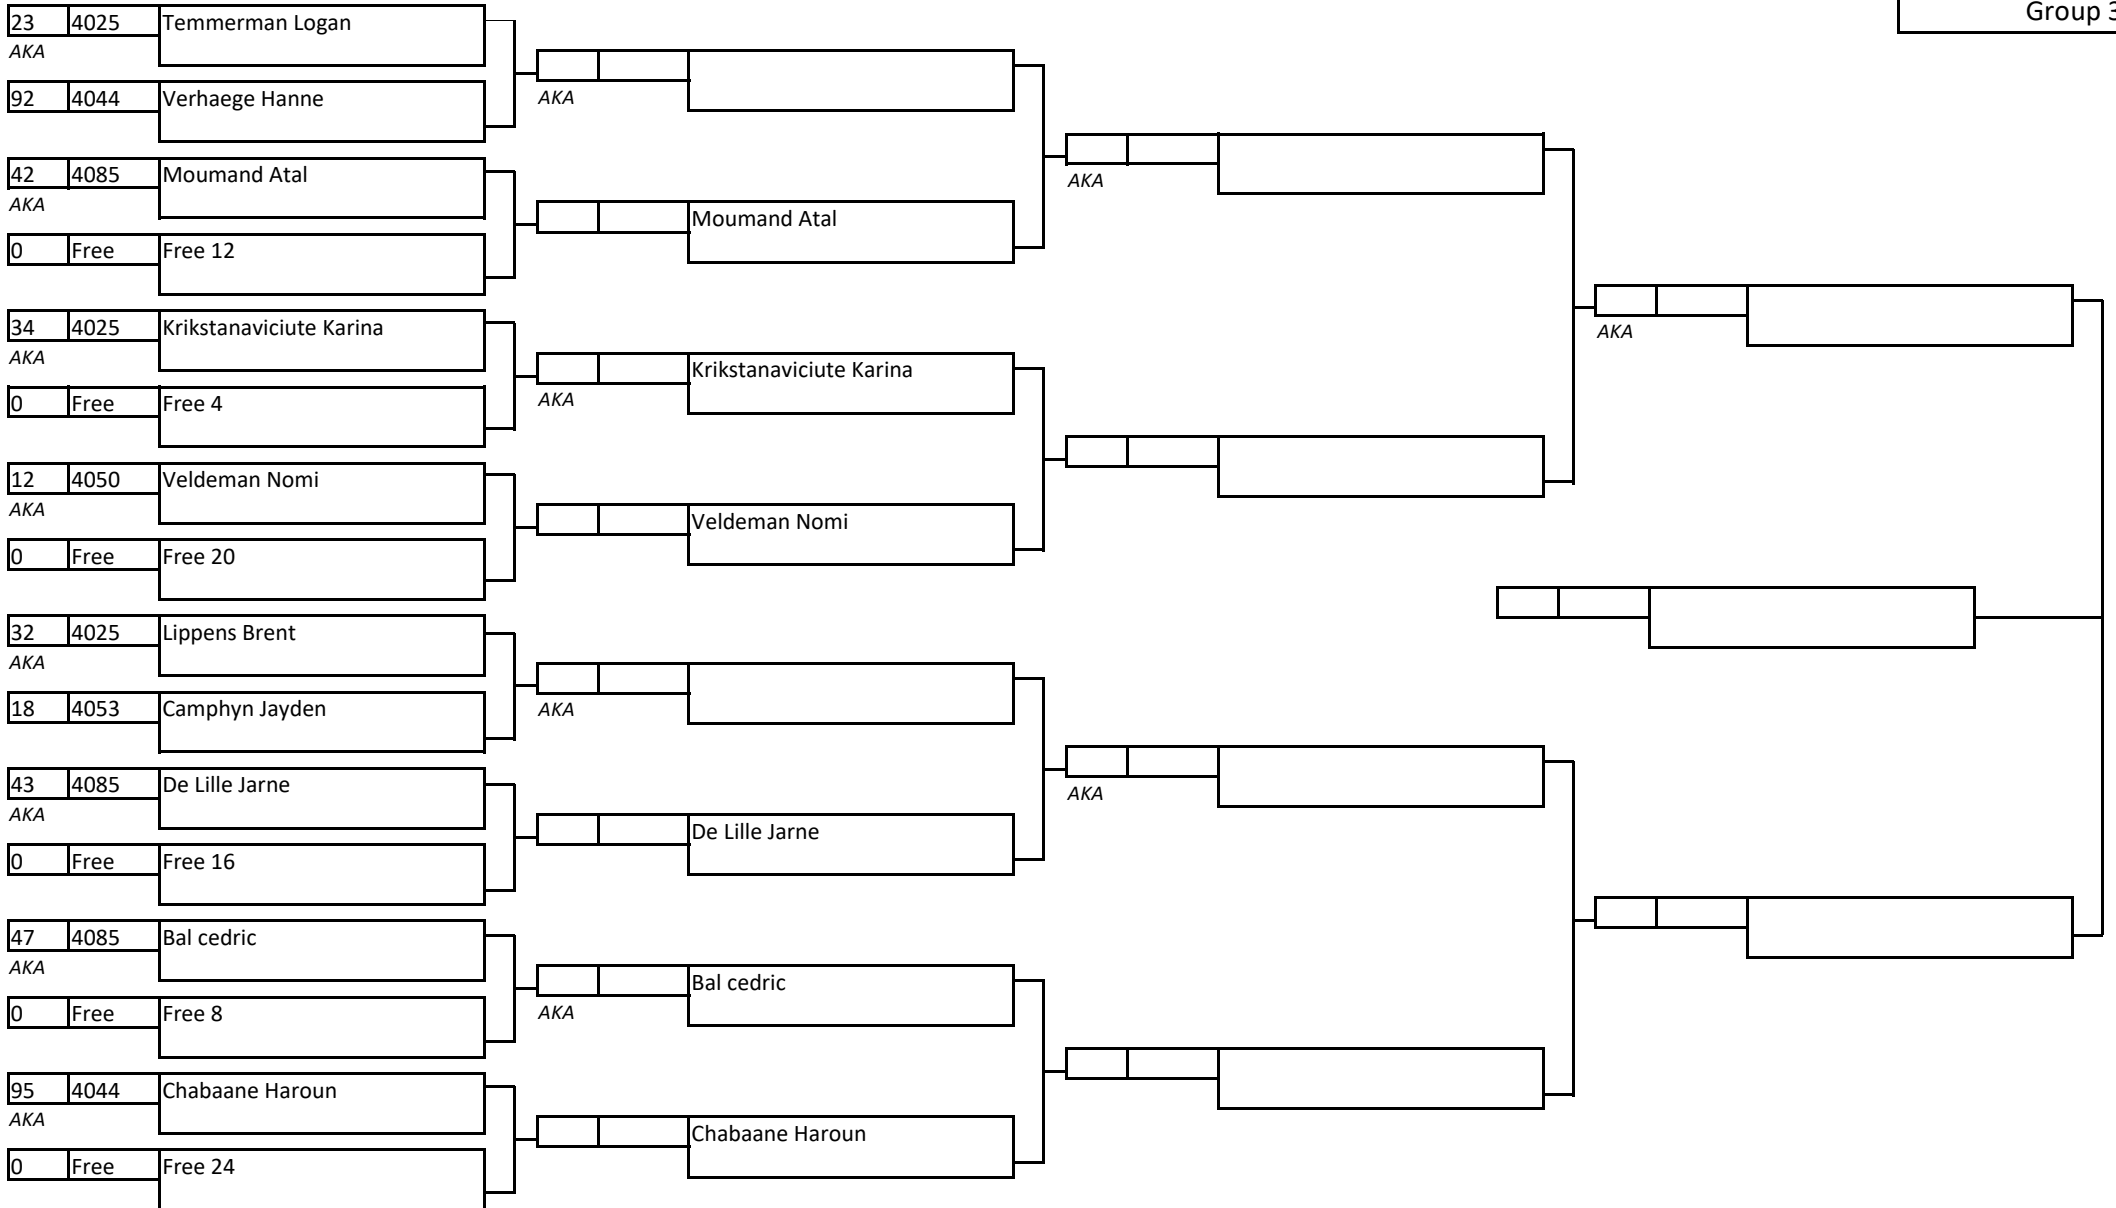 Group 3
23 4025 Temmerman Logan
AKA
92 4044 Verhaege Hanne
AKA
42 4085 Moumand Atal
AKA
AKA
Moumand Atal
0 Free Free 12
34 4025 Krikstanaviciute Karina
AKA
AKA
Krikstanaviciute Karina
AKA
0 Free Free 4
12 4050 Veldeman Nomi
AKA
Veldeman Nomi
0 Free Free 20
32 4025 Lippens Brent
AKA
18 4053 Camphyn Jayden
AKA
43 4085 De Lille Jarne
AKA
AKA
De Lille Jarne
0 Free Free 16
47 4085 Bal cedric
AKA
Bal cedric
AKA
0 Free Free 8
95 4044 Chabaane Haroun
AKA
Chabaane Haroun
0 Free Free 24